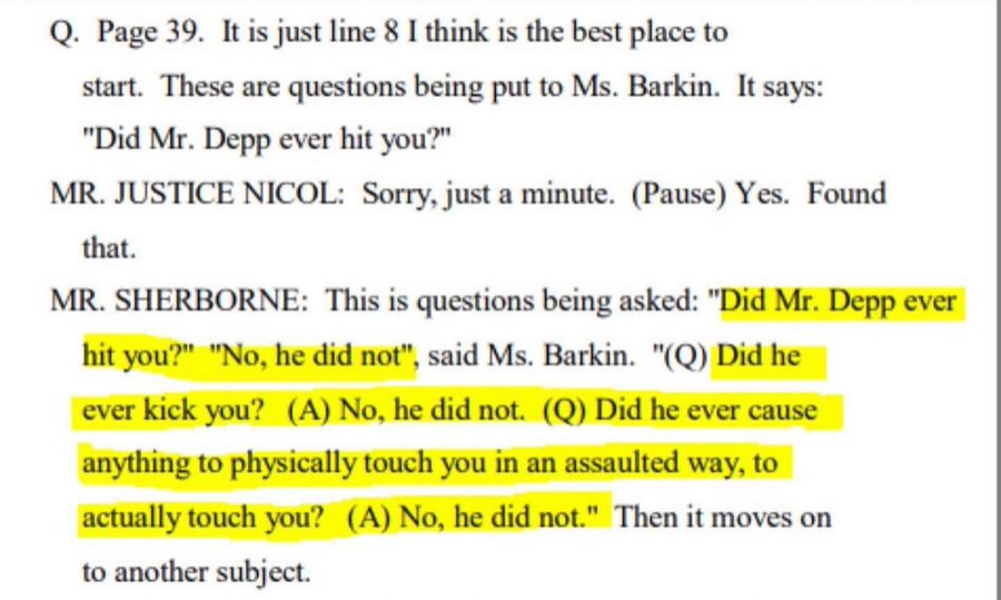 Q. Page 39. It is just line 8 I think is the best place to
start. These are questions being put to Ms. Barkin. It says:
"Did Mr. Depp ever hit you?"
MR. JUSTICE NICOL: Sorry, just a minute. (Pause) Yes. Found
that.
MR. SHERBORNE: This is questions being asked: "Did Mr. Depp ever
hit you?" "No, he did not", said Ms. Barkin. "(Q) Did he
ever kick you? (A) No, he did not. (Q) Did he ever cause
anything to physically touch you in an assaulted way, to
actually touch you? (A) No, he did not." Then it moves on
to another subject.